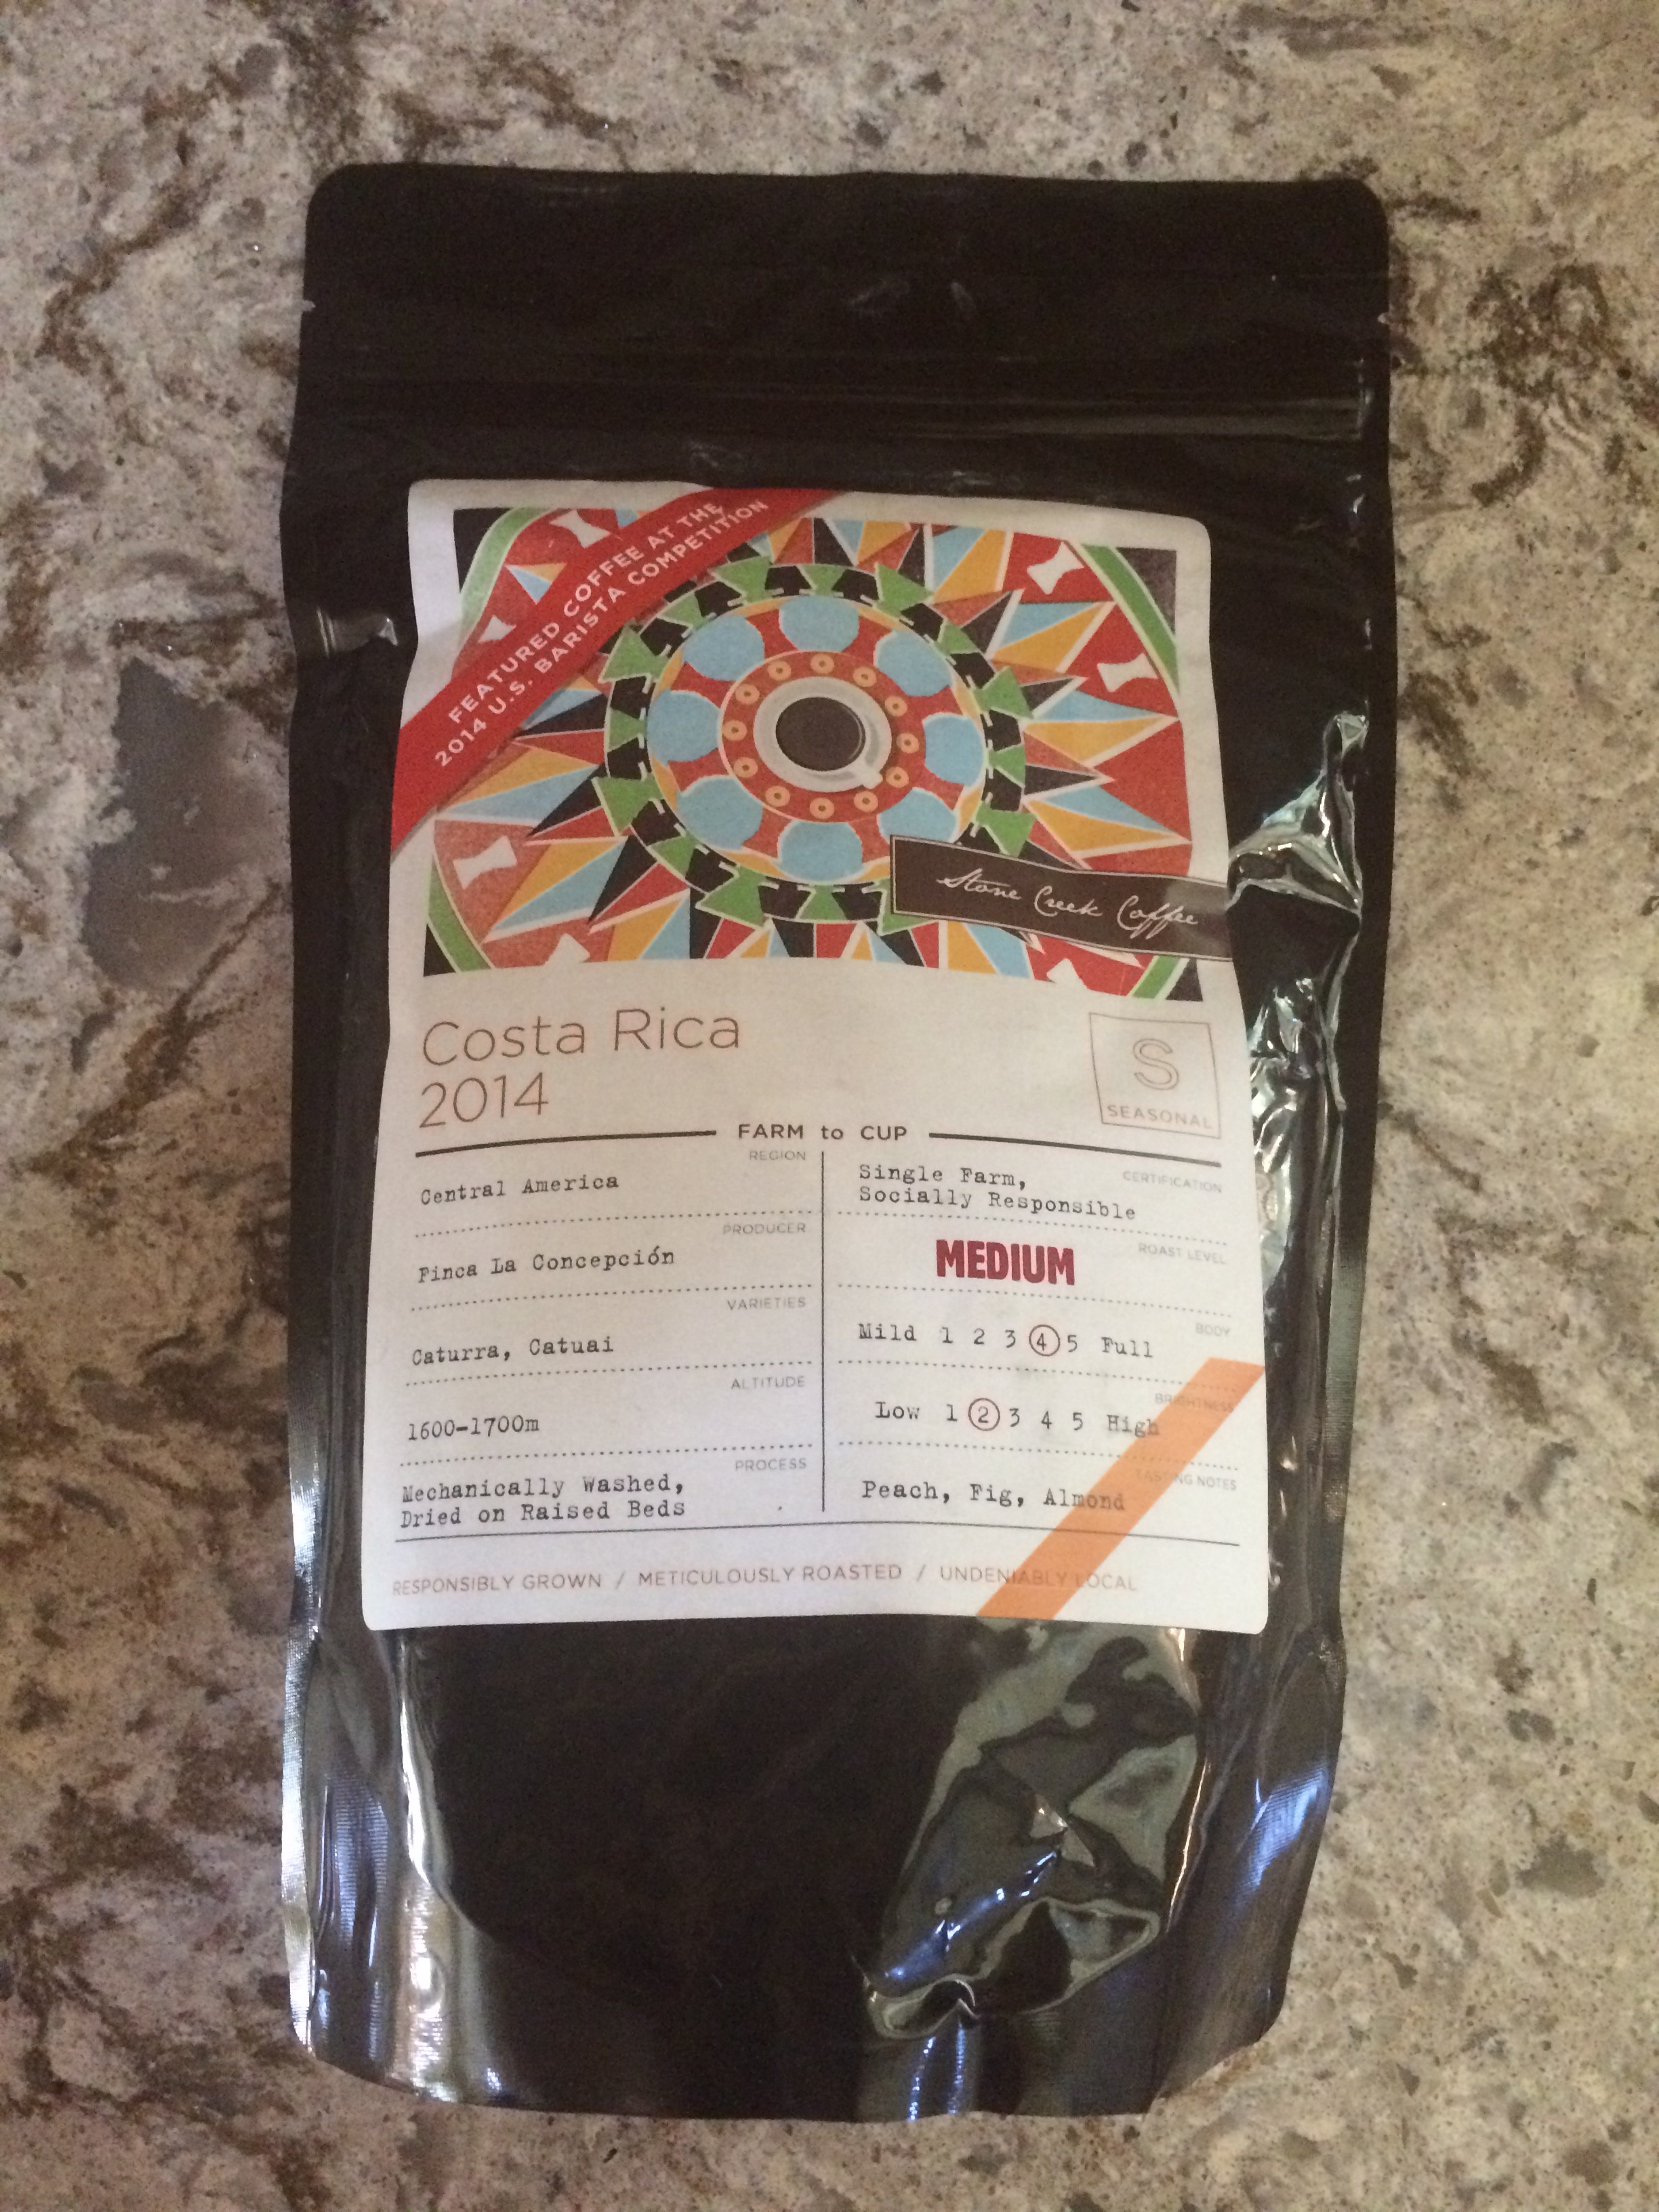 FEATURED COFFEE AT THE
2014 U.S. BARISTA COMPETITION
Stone Creek Coffee
Costa Rica
2014
S
SEASONAL
FARM to CUP
REGION
Central America
PRODUCER
Finca La Concepción
VARIETIES
Caturra, Catuai
ALTITUDE
1600-1700m
PROCESS
Mechanically Washed,
Dried on Raised Beds
CERTIFICATION
Single Farm,
Socially Responsible
ROAST LEVEL
MEDIUM
BODY
Mild 1 2 3 4 5 Full
BRIGHTNESS
Low 1 2 3 4 5 High
TASTING NOTES
Peach, Fig, Almond
RESPONSIBLY GROWN / METICULOUSLY ROASTED / UNDENIABLY LOCAL